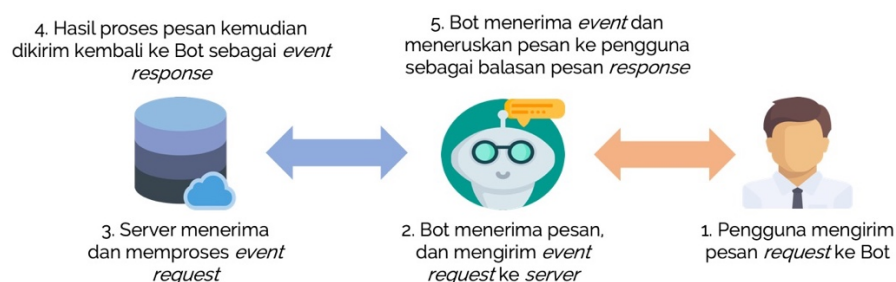 4. Hasil proses pesan kemudian
dikirim kembali ke Bot sebagai event
response
5. Bot menerima event dan
meneruskan pesan ke pengguna
sebagai balasan pesan response
3. Server menerima
dan memproses event
request
2. Bot menerima pesan,
dan mengirim event
request ke server
1. Pengguna mengirim
pesan request ke Bot